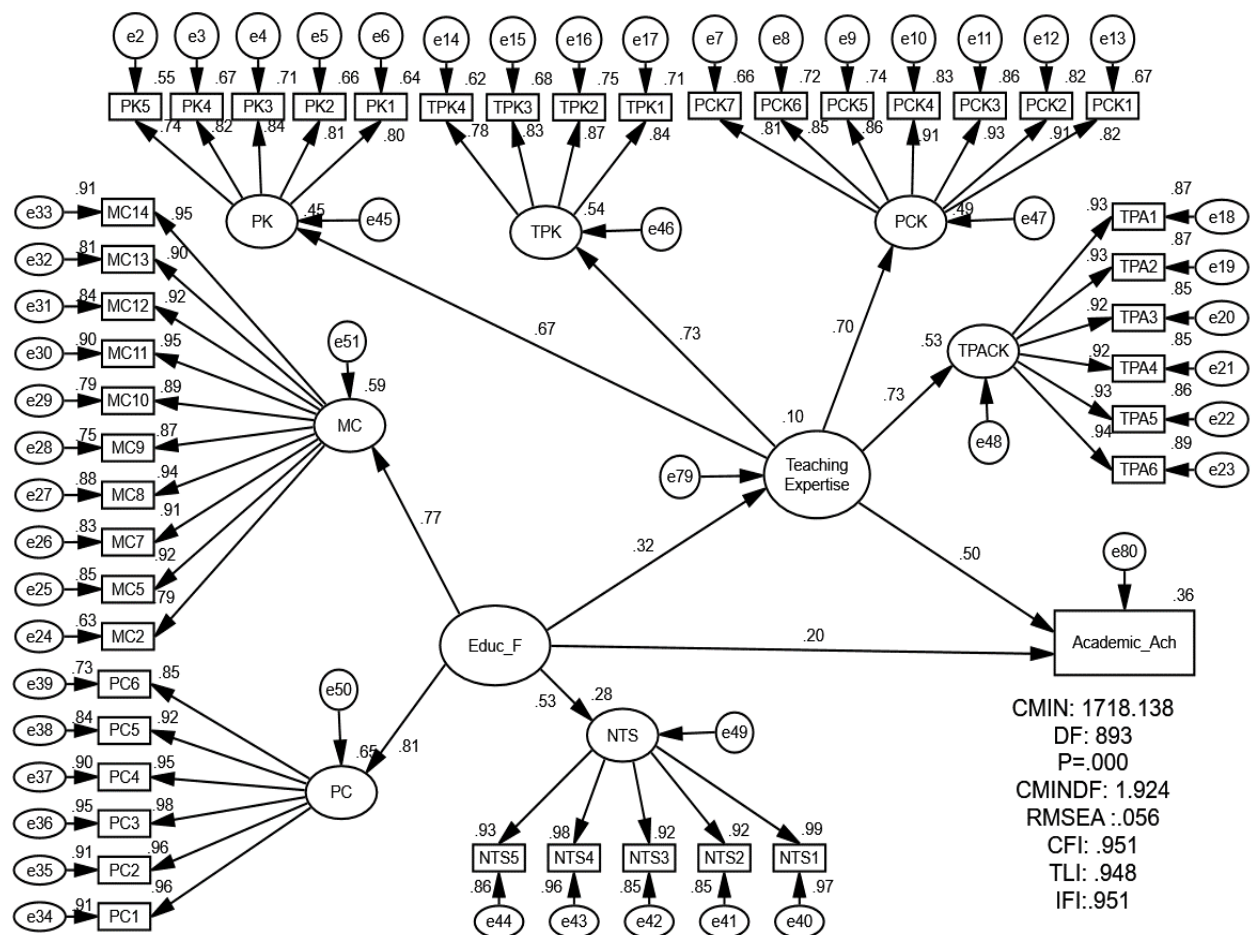 e2 e3 e4 e5 e6 e14 e15 e16 e17 e7 e8 e9 e10 e11 e12 e13
.55 .67 .71 .66 .64 .62 .68 .75 .71 .66 .72 .74 .83 .86 .82 .67
PK5 PK4 PK3 PK2 PK1 TPK4 TPK3 TPK2 TPK1 PCK7 PCK6 PCK5 PCK4 PCK3 PCK2 PCK1
.74 .82 .84 .81 .80 .78 .83 .87 .84 .81 .85 .86 .91 .93 .91 .82
PK .45 e45 TPK .54 e46 PCK .49 e47
e33 .91 MC14 .95
e32 .81 MC13 .90
e31 .84 MC12 .92
e30 .90 MC11 .95
e29 .79 MC10 .89
e28 .75 MC9 .87
e27 .88 MC8 .94
e26 .83 MC7 .91
e25 .85 MC5 .92
e24 .63 MC2 .79
e51
.59
MC
.93 TPA1 .87 e18
.93 TPA2 .87 e19
.92 TPA3 .85 e20
.92 TPA4 .85 e21
.93 TPA5 .86 e22
.94 TPA6 .89 e23
.53 TPACK
e48
.67 .73 .70 .73
.10
e79
Teaching
Expertise
.77 .32 .50
e80
.36
Academic_Ach
Educ_F
.20
.53 .28
NTS e49
.81
e50
.65
PC
e39 .73 PC6 .85
e38 .84 PC5 .92
e37 .90 PC4 .95
e36 .95 PC3 .98
e35 .91 PC2 .96
e34 .91 PC1 .96
.93 .98 .92 .92 .99
NTS5 NTS4 NTS3 NTS2 NTS1
.86 .96 .85 .85 .97
e44 e43 e42 e41 e40
CMIN: 1718.138
DF: 893
P=.000
CMINDF: 1.924
RMSEA :.056
CFI: .951
TLI: .948
IFI:.951